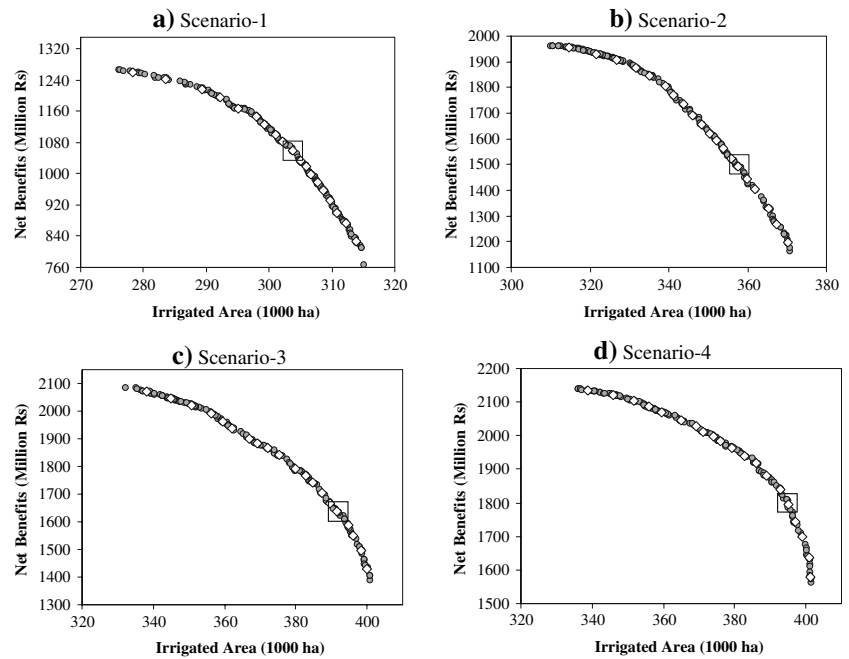 a) Scenario-1
Net Benefits (Million Rs)
1320
1240
1160
1080
1000
920
840
760
270 280 290 300 310 320
Irrigated Area (1000 ha)
b) Scenario-2
Net Benefits (Million Rs)
2000
1900
1800
1700
1600
1500
1400
1300
1200
1100
300 320 340 360 380
Irrigated Area (1000 ha)
c) Scenario-3
Net Benefits (Million Rs)
2100
2000
1900
1800
1700
1600
1500
1400
1300
320 340 360 380 400
Irrigated Area (1000 ha)
d) Scenario-4
Net Benefits (Million Rs)
2200
2100
2000
1900
1800
1700
1600
1500
320 340 360 380 400
Irrigated Area (1000 ha)